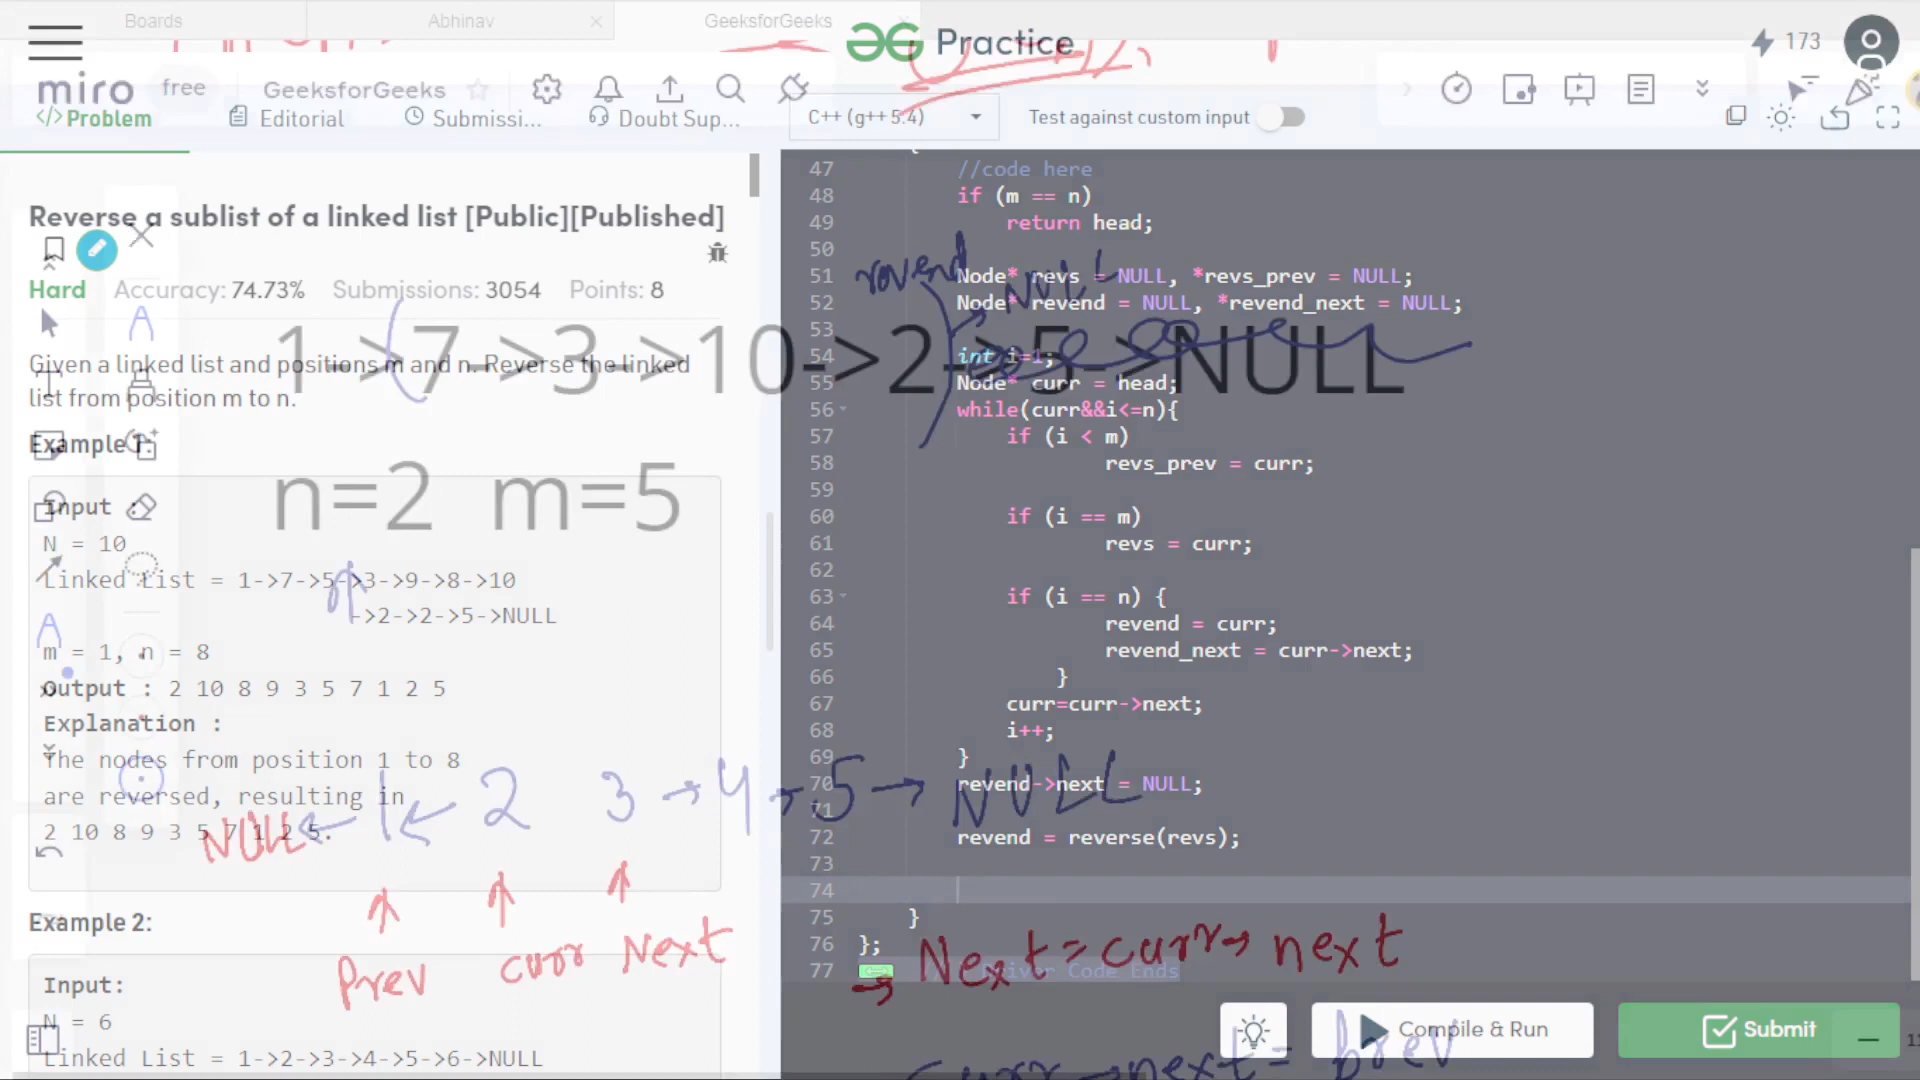 Boards Abhinav GeeksforGeeks
Practice 173
miro free GeeksforGeeks
</> Problem Editorial Submissi... Doubt Sup... C++ (g++ 5.4) Test against custom input
Reverse a sublist of a linked list [Public][Published]
Hard Accuracy: 74.73% Submissions: 3054 Points: 8
Given a linked list and positions m and n. Reverse the linked
list from position m to n.
Example 1:
Input :
N = 10
Linked List = 1->7->5->3->9->8->10
->2->2->5->NULL
m = 1, n = 8
Output : 2 10 8 9 3 5 7 1 2 5
Explanation :
The nodes from position 1 to 8
are reversed, resulting in
2 10 8 9 3 5 7 1 2 5.
Example 2:
Input:
N = 6
Linked List = 1->2->3->4->5->6->NULL
1->7->3->10->2->5->NULL
n=2 m=5
revend
NULL
NULL 1 2 3 → 4 → 5 → NULL
Prev curr Next
Next = curr→ next
curr→next = prev
47 //code here
48 if (m == n)
49 return head;
50
51 Node* revs = NULL, *revs_prev = NULL;
52 Node* revend = NULL, *revend_next = NULL;
53
54 int i=1;
55 Node* curr = head;
56 while(curr&&i<=n){
57 if (i < m)
58 revs_prev = curr;
59
60 if (i == m)
61 revs = curr;
62
63 if (i == n) {
64 revend = curr;
65 revend_next = curr->next;
66 }
67 curr=curr->next;
68 i++;
69 }
70 revend->next = NULL;
71
72 revend = reverse(revs);
73
74
75 }
76 };
77 Driver Code Ends
Compile & Run Submit